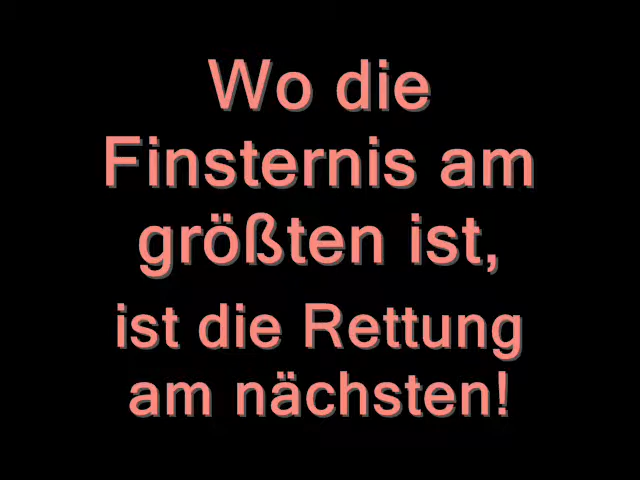 Wo die
Finsternis am
größten ist,
ist die Rettung
am nächsten!